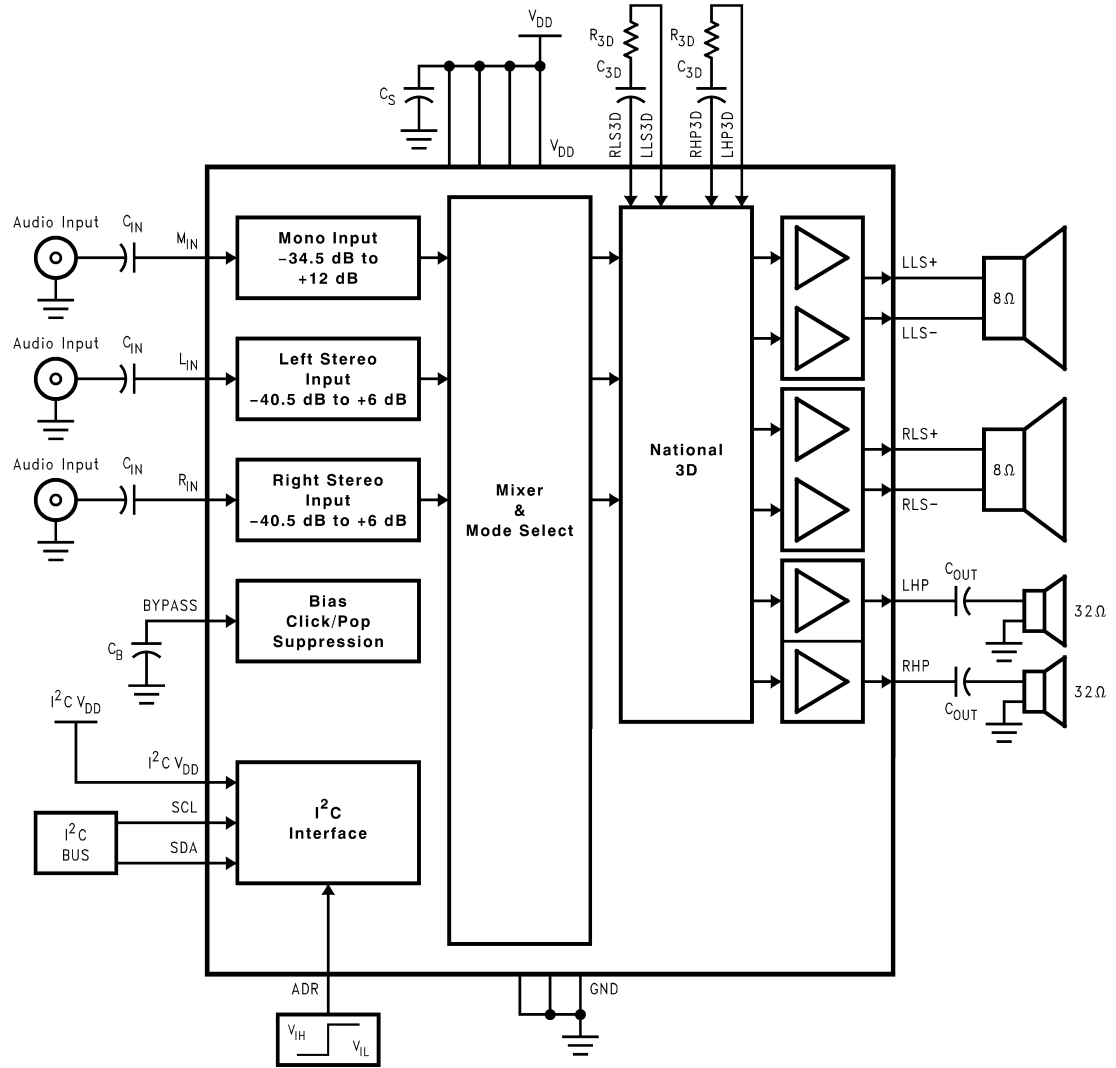 V_DD
C_S
V_DD
R_3D
C_3D
R_3D
C_3D
RLS3D
LLS3D
RHP3D
LHP3D
Audio Input
C_IN
M_IN
Mono Input
−34.5 dB to
+12 dB
Audio Input
C_IN
L_IN
Left Stereo
Input
−40.5 dB to +6 dB
Audio Input
C_IN
R_IN
Right Stereo
Input
−40.5 dB to +6 dB
BYPASS
C_B
Bias
Click/Pop
Suppression
I²C V_DD
I²C V_DD
SCL
SDA
I²C
BUS
I²C
Interface
ADR
V_IH
V_IL
Mixer
&
Mode Select
National
3D
GND
LLS+
LLS−
8Ω
RLS+
RLS−
8Ω
LHP
C_OUT
32Ω
RHP
C_OUT
32Ω